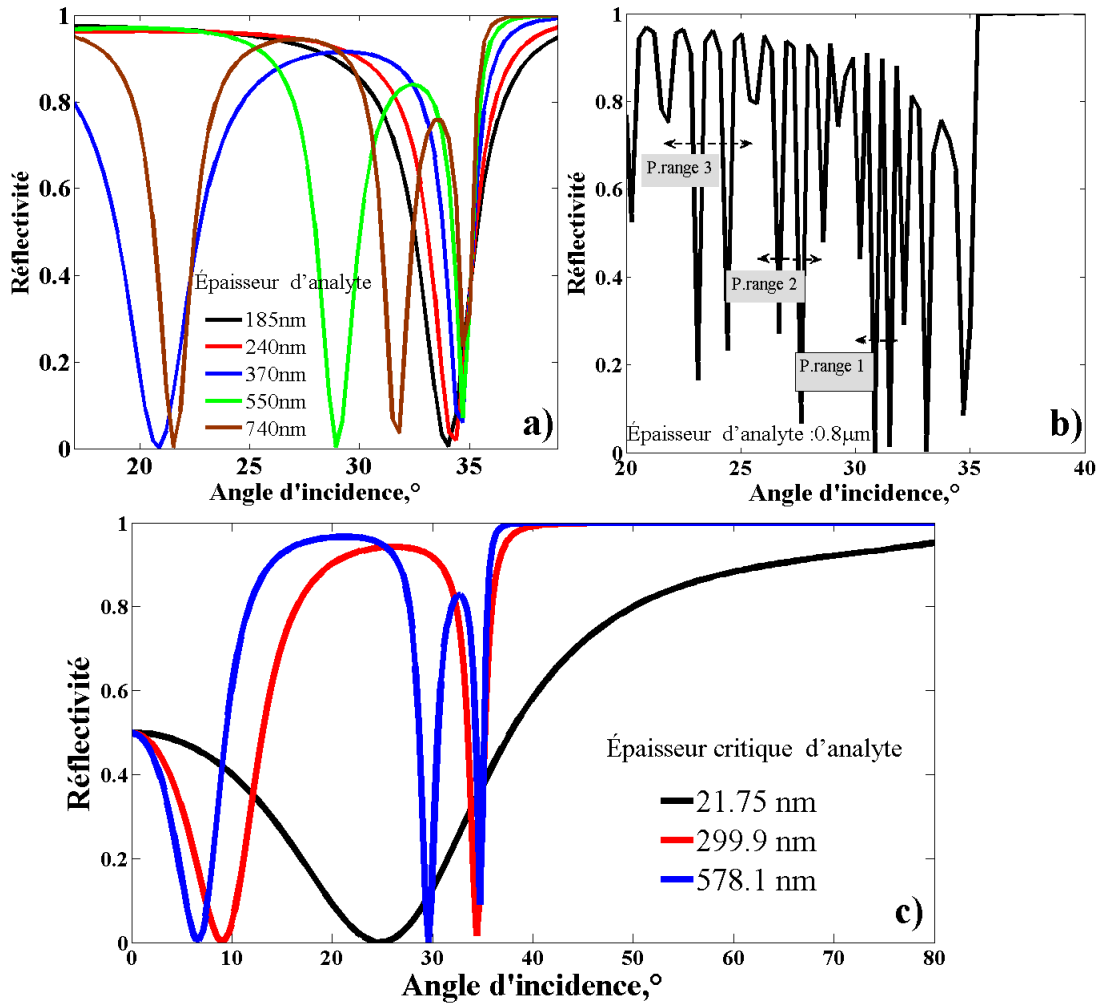 1
0.8
0.6
0.4
0.2
0
Réflectivité
Épaisseur d'analyte
185nm
240nm
370nm
550nm
740nm
a)
20 25 30 35
Angle d'incidence,°
1
0.8
0.6
0.4
0.2
0
Réflectivité
P.range 3
P.range 2
P.range 1
b)
Épaisseur d'analyte :0.8µm
20 25 30 35 40
Angle d'incidence,°
1
0.8
0.6
0.4
0.2
0
Réflectivité
Épaisseur critique d'analyte
21.75 nm
299.9 nm
578.1 nm
c)
0 10 20 30 40 50 60 70 80
Angle d'incidence,°